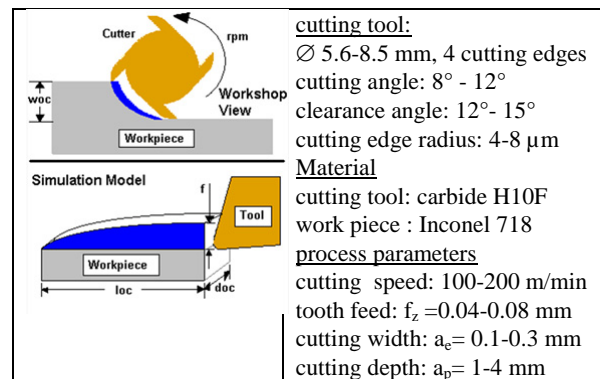 Cutter
rpm
woc
Workshop
View
Workpiece
Simulation Model
f
Tool
Workpiece
loc
doc
cutting tool:
∅ 5.6-8.5 mm, 4 cutting edges
cutting angle: 8° - 12°
clearance angle: 12°- 15°
cutting edge radius: 4-8 µm
Material
cutting tool: carbide H10F
work piece : Inconel 718
process parameters
cutting  speed: 100-200 m/min
tooth feed: fz =0.04-0.08 mm
cutting width: ae= 0.1-0.3 mm
cutting depth: ap= 1-4 mm